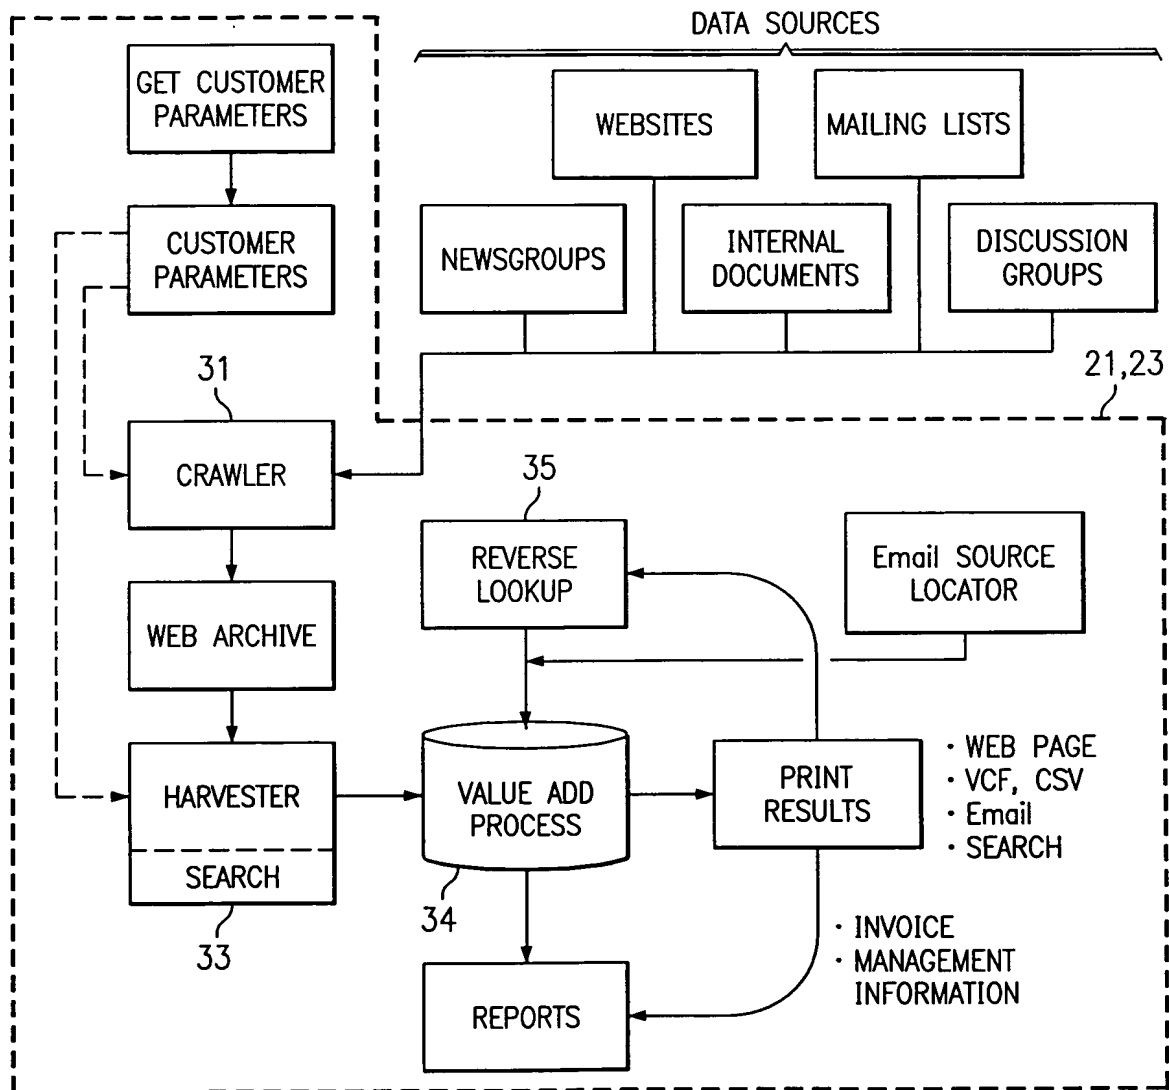 DATA SOURCES
GET CUSTOMER
PARAMETERS
WEBSITES
MAILING LISTS
CUSTOMER
PARAMETERS
NEWSGROUPS
INTERNAL
DOCUMENTS
DISCUSSION
GROUPS
31
21,23
CRAWLER
35
REVERSE
LOOKUP
Email SOURCE
LOCATOR
WEB ARCHIVE
HARVESTER
SEARCH
33
VALUE ADD
PROCESS
34
PRINT
RESULTS
· WEB PAGE
· VCF, CSV
· Email
· SEARCH
· INVOICE
· MANAGEMENT
INFORMATION
REPORTS